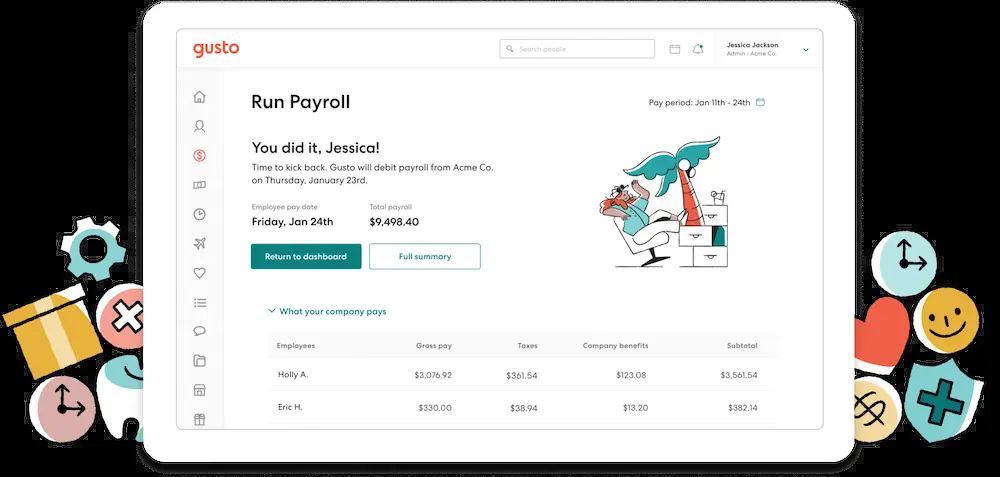 gusto
Search people
Jessica Jackson
Admin - Acme Co.
Run Payroll
Pay period: Jan 11th - 24th
You did it, Jessica!
Time to kick back. Gusto will debit payroll from Acme Co.
on Thursday, January 23rd.
Employee pay date
Total payroll
Friday, Jan 24th
$9,498.40
Return to dashboard
Full summary
What your company pays
Employees Gross pay Taxes Company benefits Subtotal
Holly A. $3,076.92 $361.54 $123.08 $3,561.54
Eric H. $330.00 $38.94 $13.20 $382.14